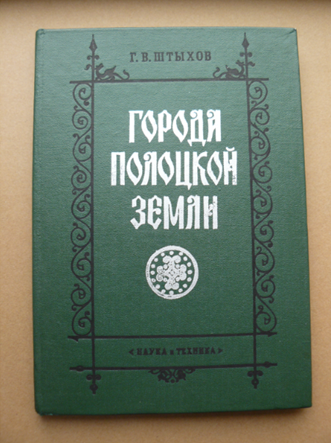 Г. В. ШТЫХОВ
ГОРОДА
ПОЛОЦКОЙ
ЗЕМЛИ
«НАУКА и ТЕХНИКА»